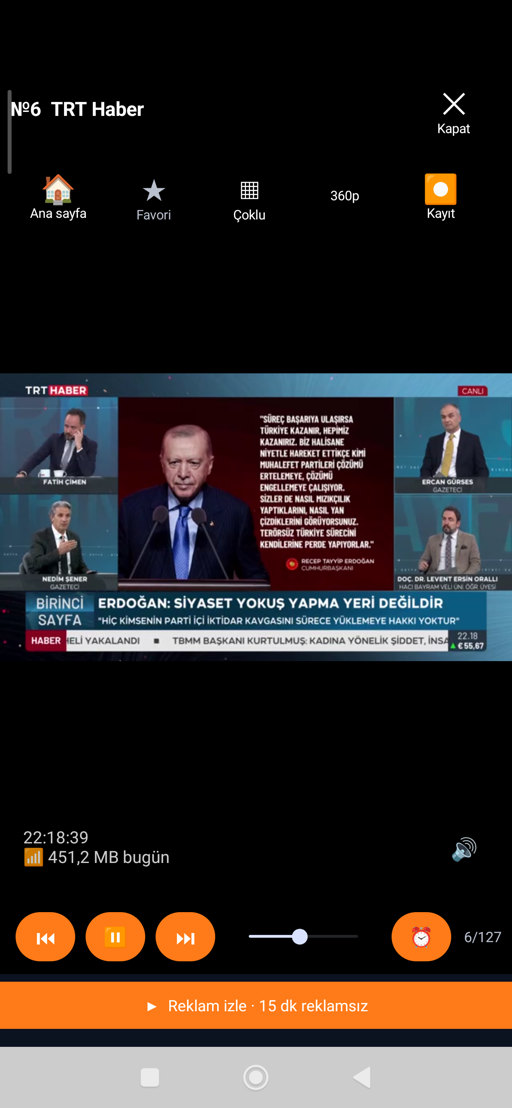 №6 TRT Haber
Kapat
Ana sayfa
Favori
Çoklu
360p
Kayıt
TRT HABER
CANLI
"SÜREÇ BAŞARIYA ULAŞIRSA
TÜRKİYE KAZANIR, HEPİMİZ
KAZANIRIZ. BİZ HALİSANE
NİYETLE HAREKET ETTİKÇE KİMİ
MUHALEFET PARTİLERİ ÇÖZÜMÜ
ERTELEMEYE, ÇÖZÜMÜ
ENGELLEMEYE ÇALIŞIYOR.
SİZLER DE NASIL MIZIKÇILIK
YAPTIKLARINI, NASIL YAN
ÇİZDİKLERİNİ GÖRÜYORSUNUZ.
TERÖRSÜZ TÜRKİYE SÜRECİNİ
KENDİLERİNE PERDE YAPIYORLAR."
RECEP TAYYİP ERDOĞAN
CUMHURBAŞKANI
FATİH ÇİMEN
ERCAN GÜRSES
GAZETECİ
NEDİM ŞENER
GAZETECİ
DOÇ. DR. LEVENT ERSİN ORALLI
HACI BAYRAM VELİ ÜNİ. ÖĞR ÜYESİ
BİRİNCİ
SAYFA
ERDOĞAN: SİYASET YOKUŞ YAPMA YERİ DEĞİLDİR
"HİÇ KİMSENİN PARTİ İÇİ İKTİDAR KAVGASINI SÜRECE YÜKLEMEYE HAKKI YOKTUR"
HABER
MELİ YAKALANDI ■ TBMM BAŞKANI KURTULMUŞ: KADINA YÖNELİK ŞİDDET, İNSA
22.18
▲ € 55,67
22:18:39
451,2 MB bugün
6/127
► Reklam izle · 15 dk reklamsız